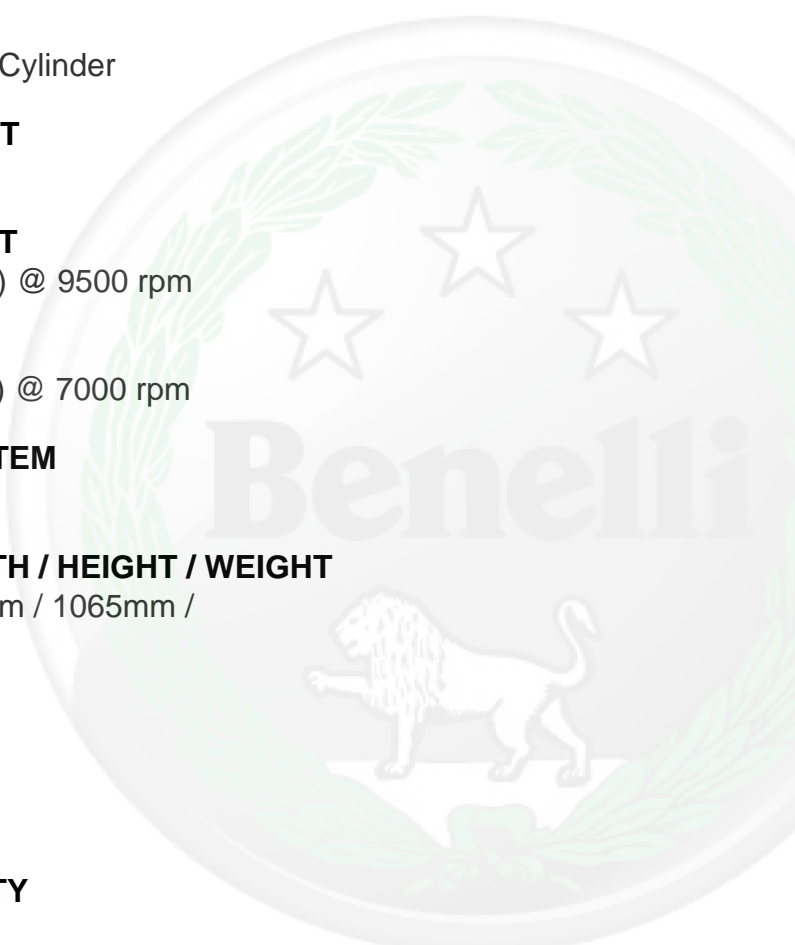 Cylinder
T
T
) @ 9500 rpm
) @ 7000 rpm
TEM
TH / HEIGHT / WEIGHT
m / 1065mm /
TY
Benelli